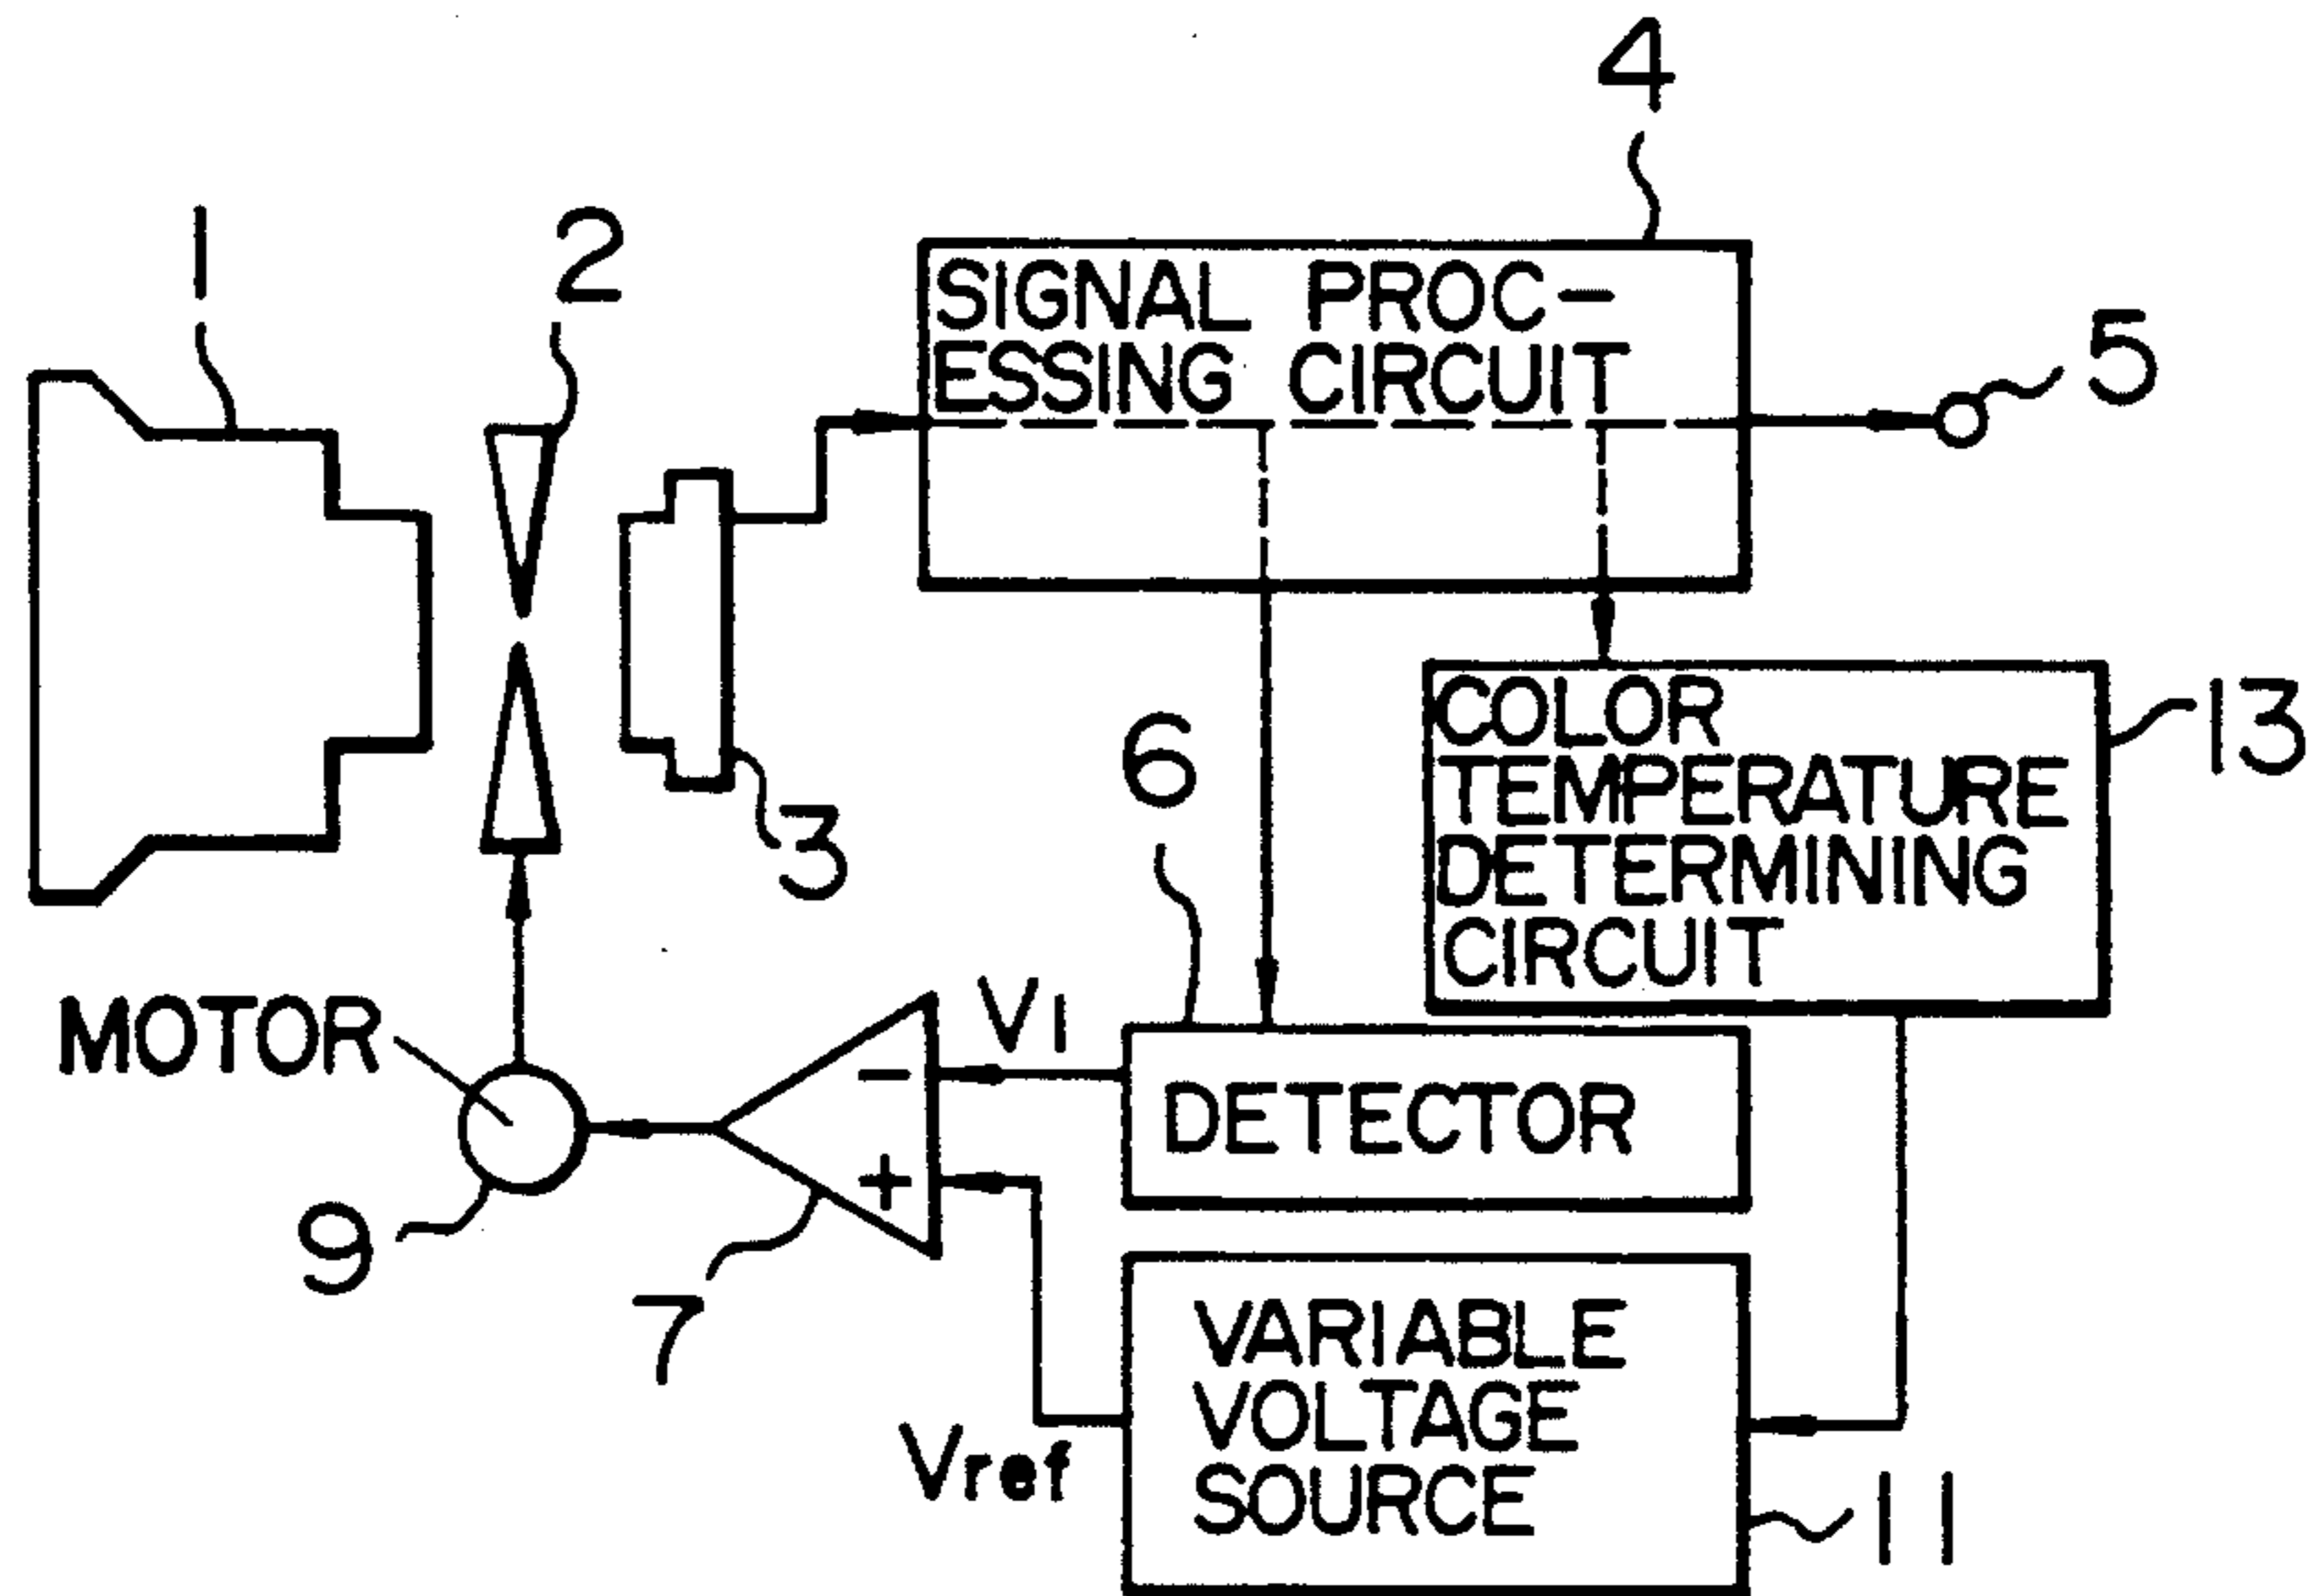 4
1
2
SIGNAL PROC-
ESSING CIRCUIT
5
COLOR
TEMPERATURE
DETERMINING
CIRCUIT
13
6
3
MOTOR
V1
DETECTOR
-
+
9
7
VARIABLE
VOLTAGE
SOURCE
Vref
11